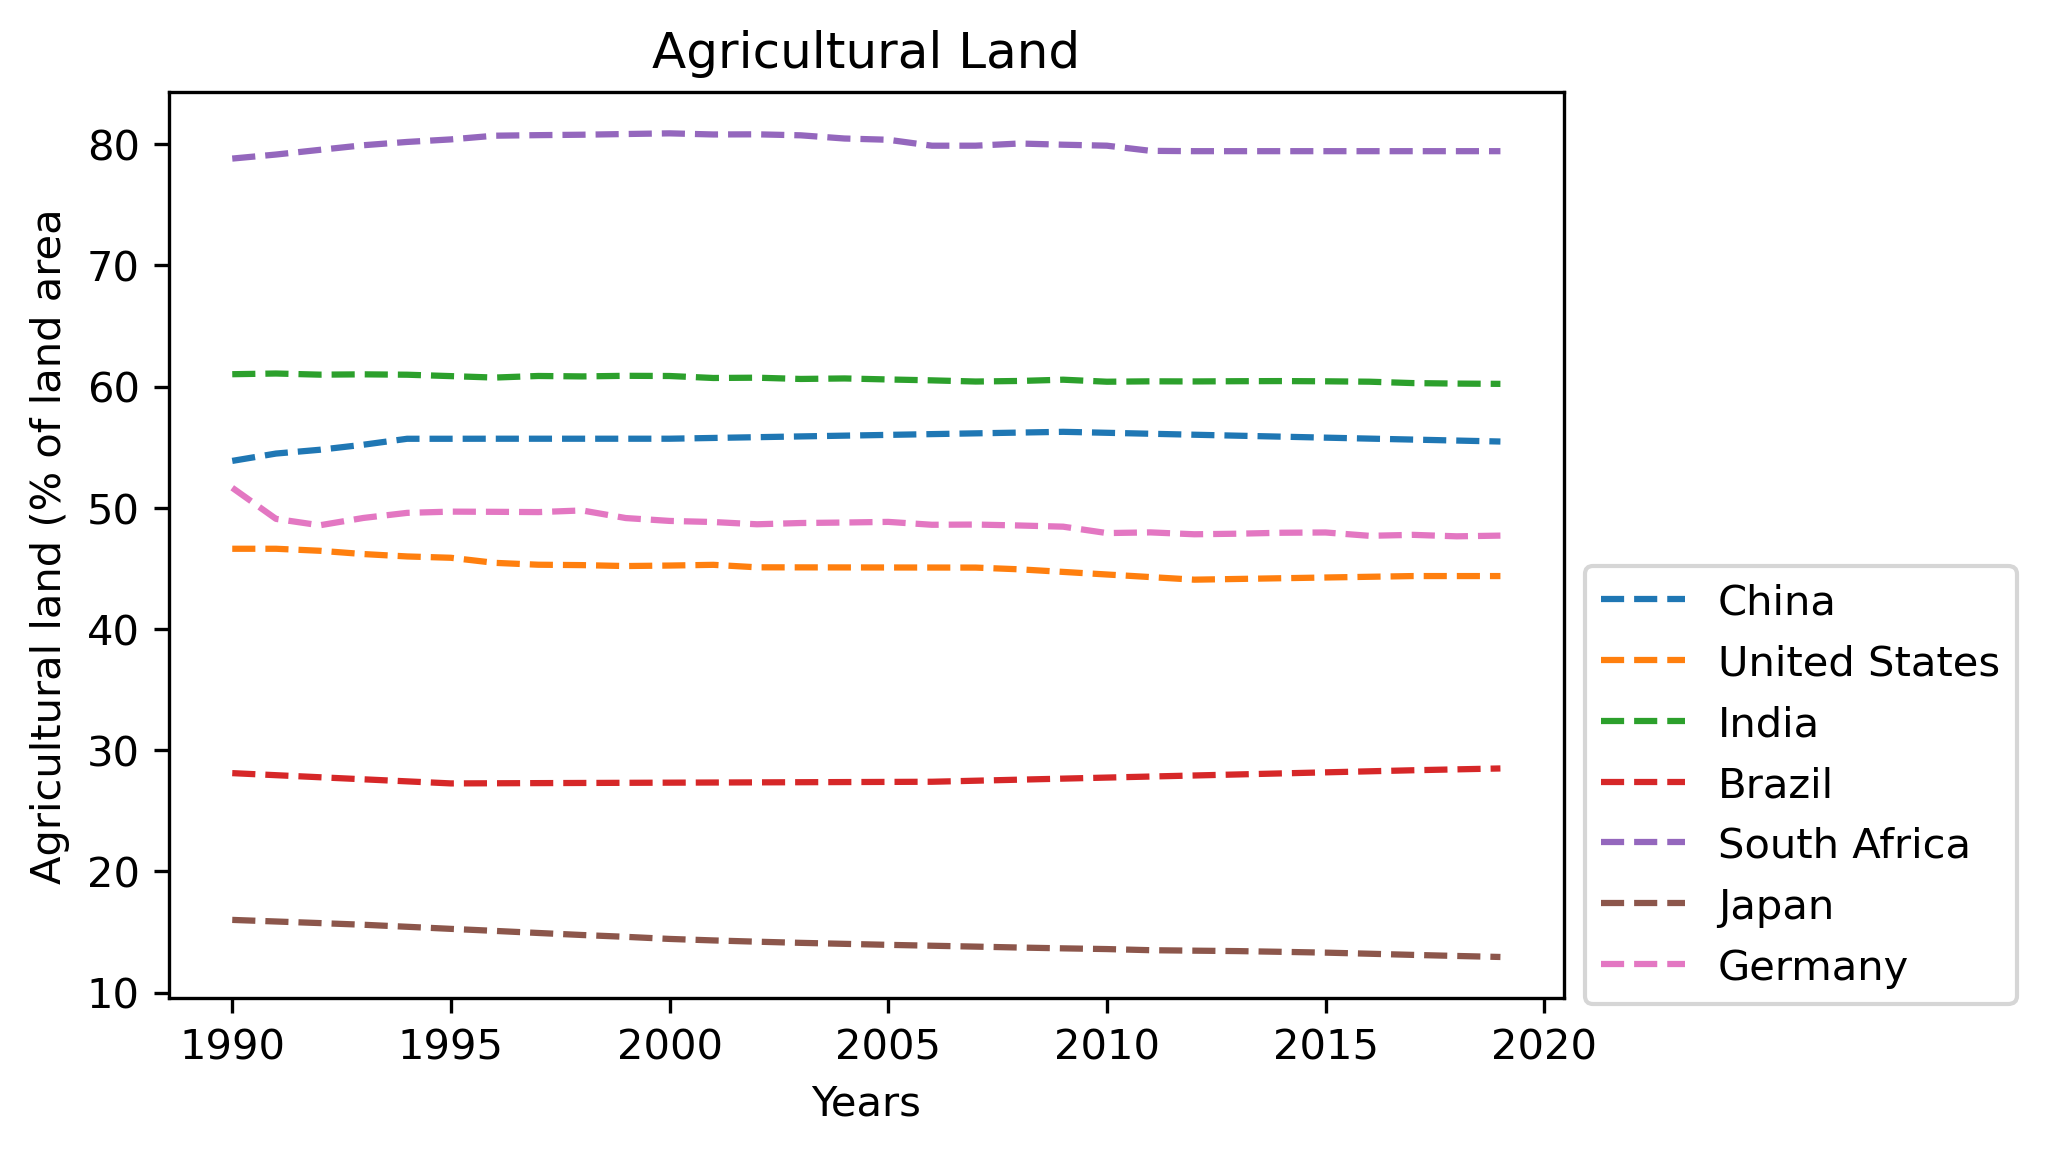 Agricultural Land
Agricultural land (% of land area
80
70
60
50
40
30
20
10
1990 1995 2000 2005 2010 2015 2020
Years
China
United States
India
Brazil
South Africa
Japan
Germany